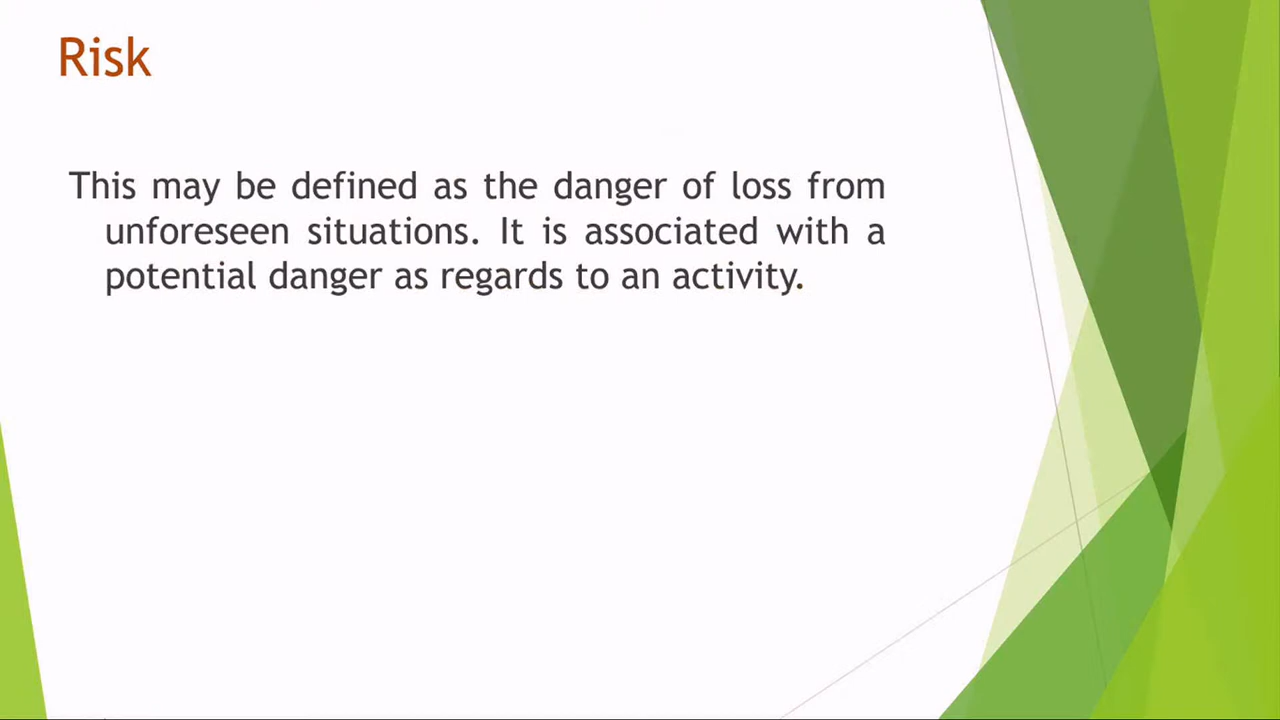 Risk
This may be defined as the danger of loss from
unforeseen situations. It is associated with a
potential danger as regards to an activity.